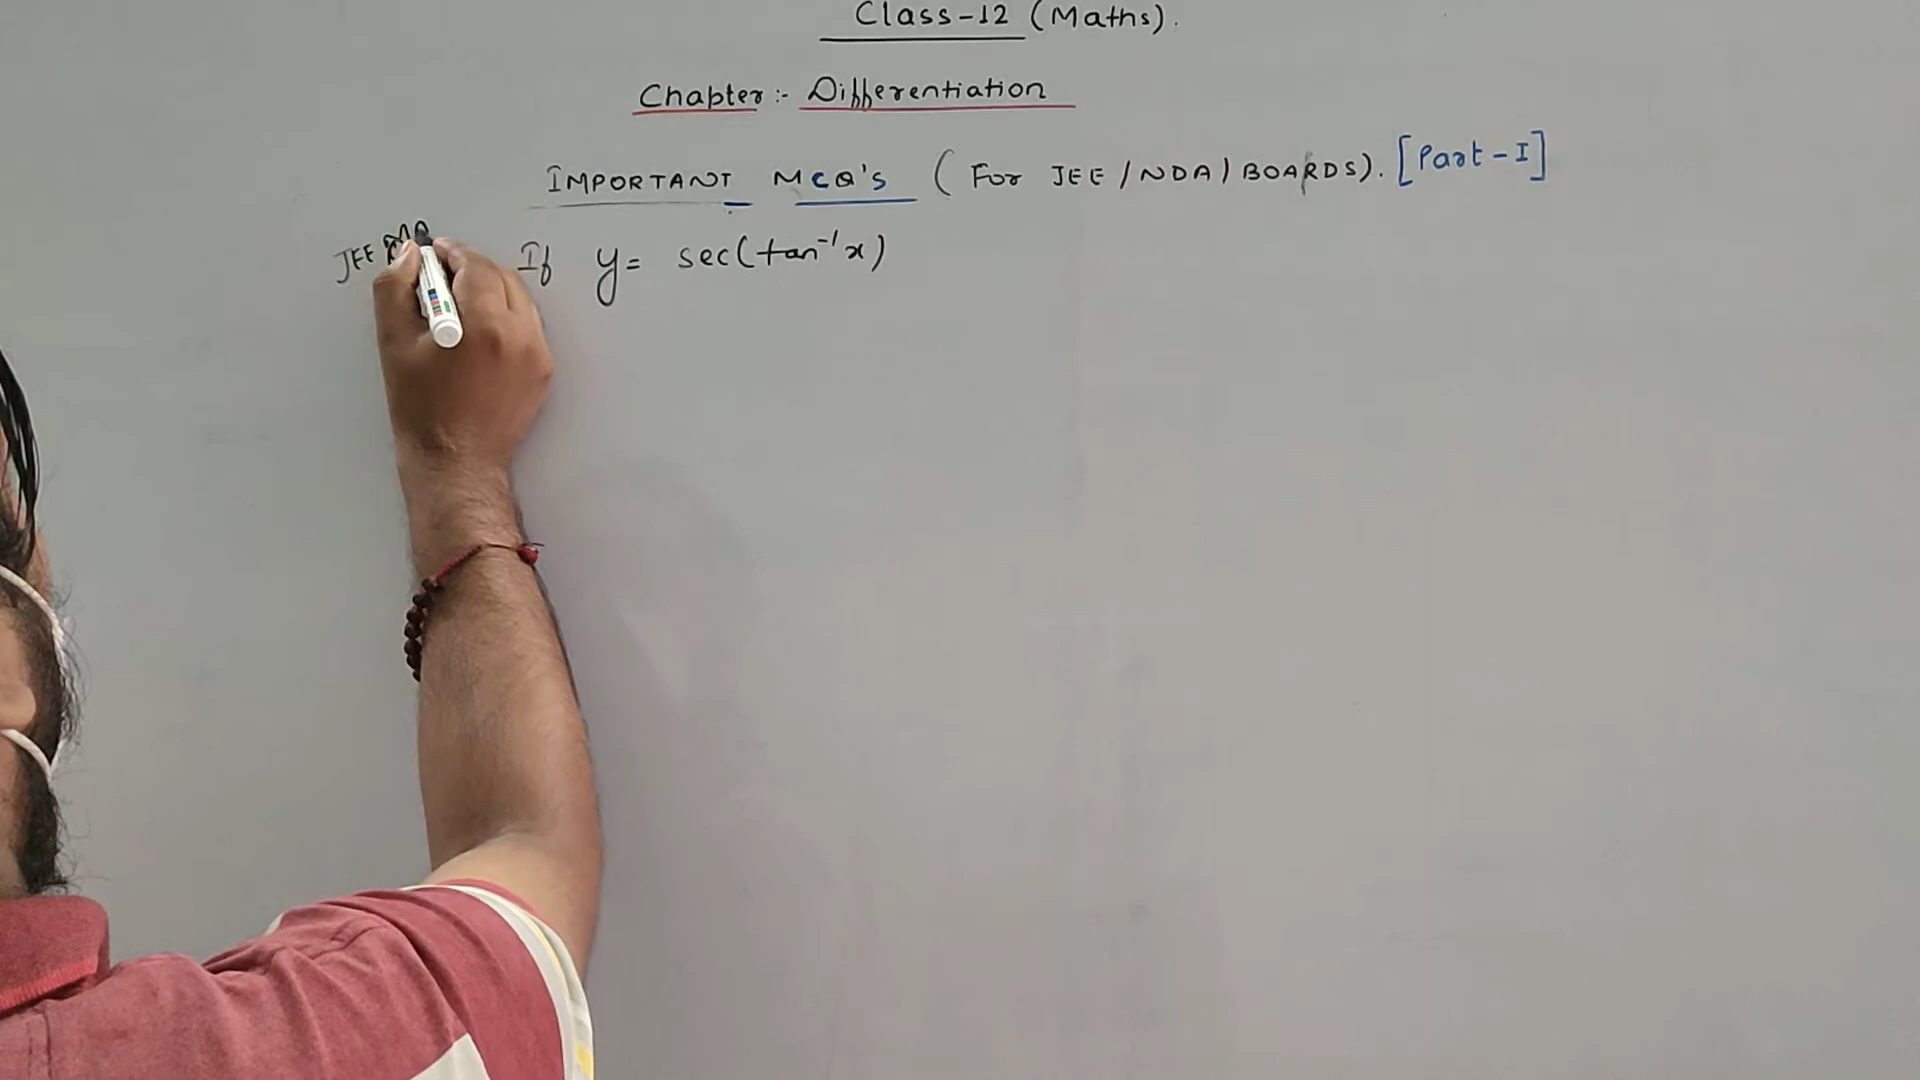 Class-12 (Maths).
Chapter:- Differentiation
IMPORTANT MCQ's (For JEE/NDA/BOARDS). [Part-I]
JEE If y= sec(tan⁻¹x)